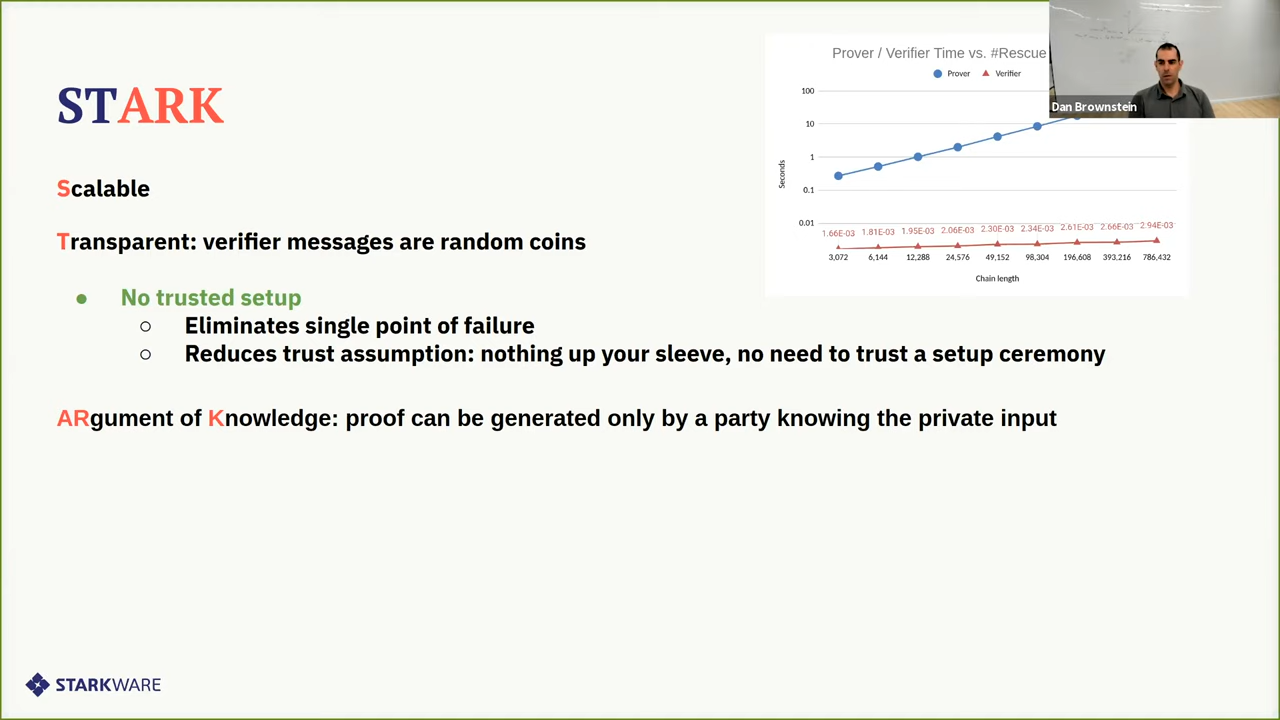 STARK
Scalable
Transparent: verifier messages are random coins
● No trusted setup
○ Eliminates single point of failure
○ Reduces trust assumption: nothing up your sleeve, no need to trust a setup ceremony
ARgument of Knowledge: proof can be generated only by a party knowing the private input
Prover / Verifier Time vs. #Rescue
Prover Verifier
Seconds
100
10
1
0.1
0.01
1.66E-03 1.81E-03 1.95E-03 2.06E-03 2.30E-03 2.34E-03 2.61E-03 2.66E-03 2.94E-03
3,072 6,144 12,288 24,576 49,152 98,304 196,608 393,216 786,432
Chain length
Dan Brownstein
STARKWARE